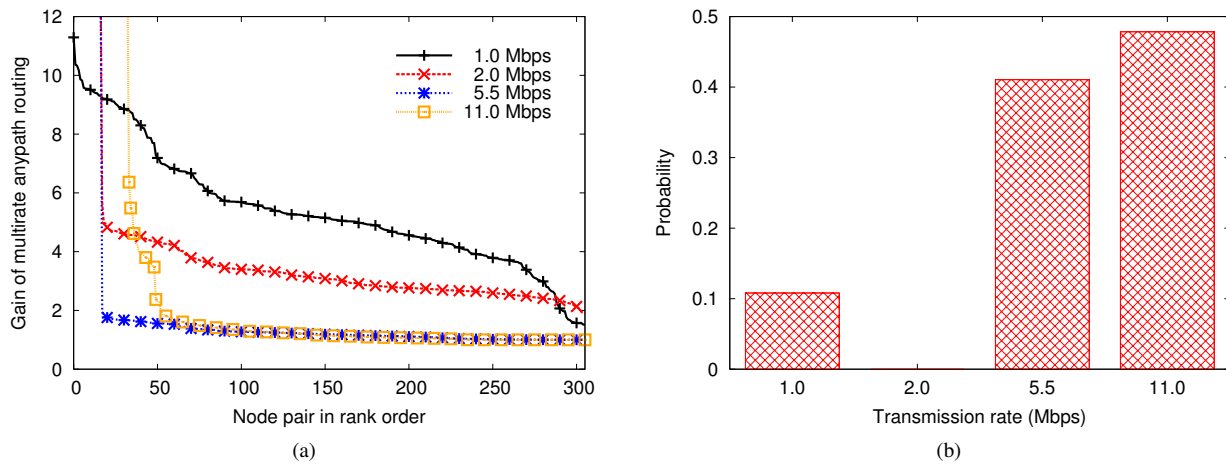 12
10
8
6
4
2
0
Gain of multirate anypath routing
0 50 100 150 200 250 300
Node pair in rank order
1.0 Mbps
2.0 Mbps
5.5 Mbps
11.0 Mbps
(a)
0.5
0.4
0.3
0.2
0.1
0
Probability
1.0 2.0 5.5 11.0
Transmission rate (Mbps)
(b)